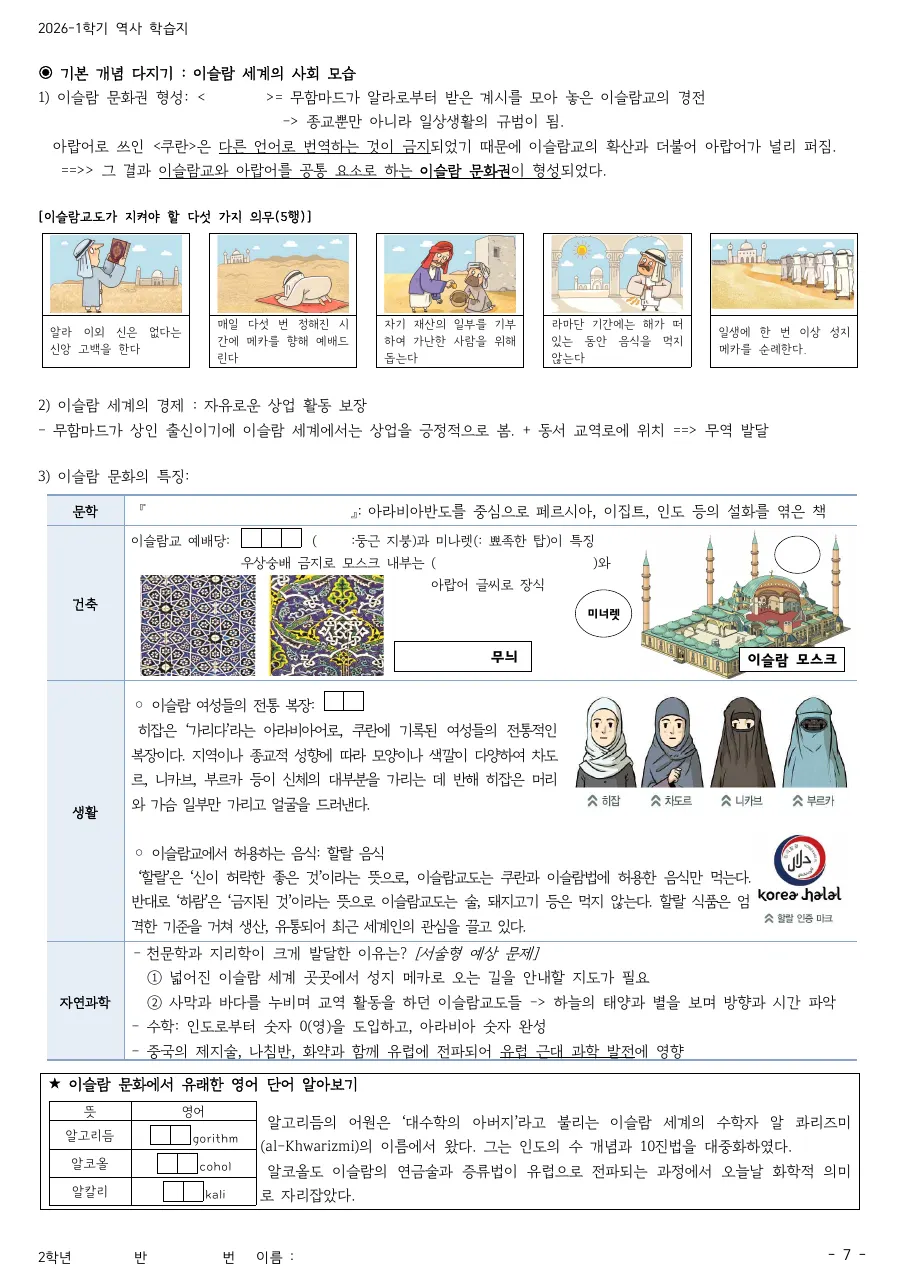 2026-1학기 역사 학습지
◉ 기본 개념 다지기 : 이슬람 세계의 사회 모습
1) 이슬람 문화권 형성: < >= 무함마드가 알라로부터 받은 계시를 모아 놓은 이슬람교의 경전
-> 종교뿐만 아니라 일상생활의 규범이 됨.
아랍어로 쓰인 <쿠란>은 다른 언어로 번역하는 것이 금지되었기 때문에 이슬람교의 확산과 더불어 아랍어가 널리 퍼짐.
==>> 그 결과 이슬람교와 아랍어를 공통 요소로 하는 이슬람 문화권이 형성되었다.
[이슬람교도가 지켜야 할 다섯 가지 의무(5행)]
알라 이외 신은 없다는
신앙 고백을 한다
매일 다섯 번 정해진 시
간에 메카를 향해 예배드
린다
자기 재산의 일부를 기부
하여 가난한 사람을 위해
돕는다
라마단 기간에는 해가 떠
있는 동안 음식을 먹지
않는다
일생에 한 번 이상 성지
메카를 순례한다.
2) 이슬람 세계의 경제 : 자유로운 상업 활동 보장
- 무함마드가 상인 출신이기에 이슬람 세계에서는 상업을 긍정적으로 봄. + 동서 교역로에 위치 ==> 무역 발달
3) 이슬람 문화의 특징:
문학
『 』: 아라비아반도를 중심으로 페르시아, 이집트, 인도 등의 설화를 엮은 책
건축
이슬람교 예배당: ( :둥근 지붕)과 미나렛(: 뾰족한 탑)이 특징
우상숭배 금지로 모스크 내부는 ( )와
아랍어 글씨로 장식
무늬
미너렛
이슬람 모스크
생활
○ 이슬람 여성들의 전통 복장:
히잡은 '가리다'라는 아라비아어로, 쿠란에 기록된 여성들의 전통적인
복장이다. 지역이나 종교적 성향에 따라 모양이나 색깔이 다양하여 차도
르, 니카브, 부르카 등이 신체의 대부분을 가리는 데 반해 히잡은 머리
와 가슴 일부만 가리고 얼굴을 드러낸다.
히잡 차도르 니카브 부르카
○ 이슬람교에서 허용하는 음식: 할랄 음식
'할랄'은 '신이 허락한 좋은 것'이라는 뜻으로, 이슬람교도는 쿠란과 이슬람법에 허용한 음식만 먹는다.
반대로 '하람'은 '금지된 것'이라는 뜻으로 이슬람교도는 술, 돼지고기 등은 먹지 않는다. 할랄 식품은 엄
격한 기준을 거쳐 생산, 유통되어 최근 세계인의 관심을 끌고 있다.
حلال
korea halal
할랄 인증 마크
자연과학
- 천문학과 지리학이 크게 발달한 이유는? [서술형 예상 문제]
① 넓어진 이슬람 세계 곳곳에서 성지 메카로 오는 길을 안내할 지도가 필요
② 사막과 바다를 누비며 교역 활동을 하던 이슬람교도들 -> 하늘의 태양과 별을 보며 방향과 시간 파악
- 수학: 인도로부터 숫자 0(영)을 도입하고, 아라비아 숫자 완성
- 중국의 제지술, 나침반, 화약과 함께 유럽에 전파되어 유럽 근대 과학 발전에 영향
★ 이슬람 문화에서 유래한 영어 단어 알아보기
뜻 영어
알고리듬 gorithm
알코올 cohol
알칼리 kali
알고리듬의 어원은 '대수학의 아버지'라고 불리는 이슬람 세계의 수학자 알 콰리즈미
(al-Khwarizmi)의 이름에서 왔다. 그는 인도의 수 개념과 10진법을 대중화하였다.
알코올도 이슬람의 연금술과 증류법이 유럽으로 전파되는 과정에서 오늘날 화학적 의미
로 자리잡았다.
2학년 반 번 이름 :
- 7 -